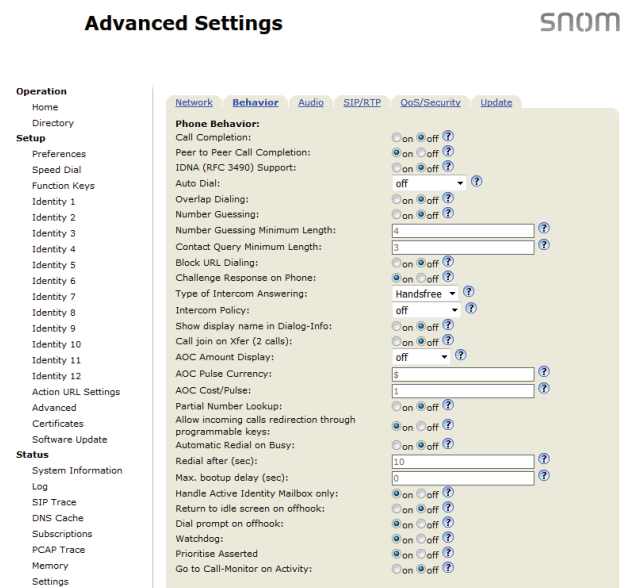 Advanced Settings
snom
Operation
Home
Directory
Setup
Preferences
Speed Dial
Function Keys
Identity 1
Identity 2
Identity 3
Identity 4
Identity 5
Identity 6
Identity 7
Identity 8
Identity 9
Identity 10
Identity 11
Identity 12
Action URL Settings
Advanced
Certificates
Software Update
Status
System Information
Log
SIP Trace
DNS Cache
Subscriptions
PCAP Trace
Memory
Settings
Network Behavior Audio SIP/RTP QoS/Security Update
Phone Behavior:
Call Completion: on off ?
Peer to Peer Call Completion: on off ?
IDNA (RFC 3490) Support: on off ?
Auto Dial: off ?
Overlap Dialing: on off ?
Number Guessing: on off ?
Number Guessing Minimum Length: 4 ?
Contact Query Minimum Length: 3 ?
Block URL Dialing: on off ?
Challenge Response on Phone: on off ?
Type of Intercom Answering: Handsfree ?
Intercom Policy: off ?
Show display name in Dialog-Info: on off ?
Call join on Xfer (2 calls): on off ?
AOC Amount Display: off ?
AOC Pulse Currency: $ ?
AOC Cost/Pulse: 1 ?
Partial Number Lookup: on off ?
Allow incoming calls redirection through
programmable keys: on off ?
Automatic Redial on Busy: on off ?
Redial after (sec): 10 ?
Max. bootup delay (sec): 0 ?
Handle Active Identity Mailbox only: on off ?
Return to idle screen on offhook: on off ?
Dial prompt on offhook: on off ?
Watchdog: on off ?
Prioritise Asserted on off ?
Go to Call-Monitor on Activity: on off ?